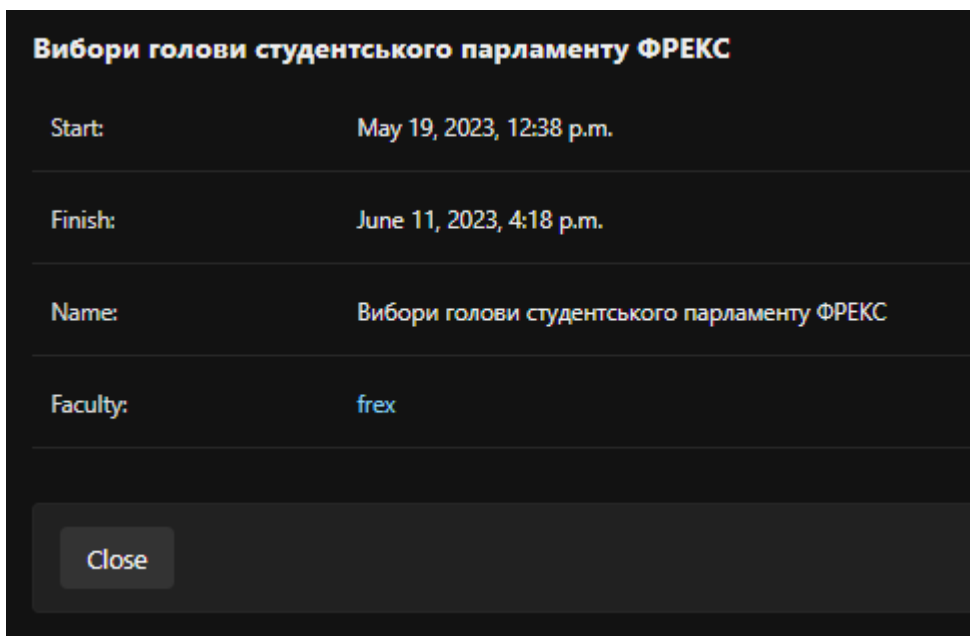 Вибори голови студентського парламенту ФРЕКС
Start: May 19, 2023, 12:38 p.m.
Finish: June 11, 2023, 4:18 p.m.
Name: Вибори голови студентського парламенту ФРЕКС
Faculty: frex
Close